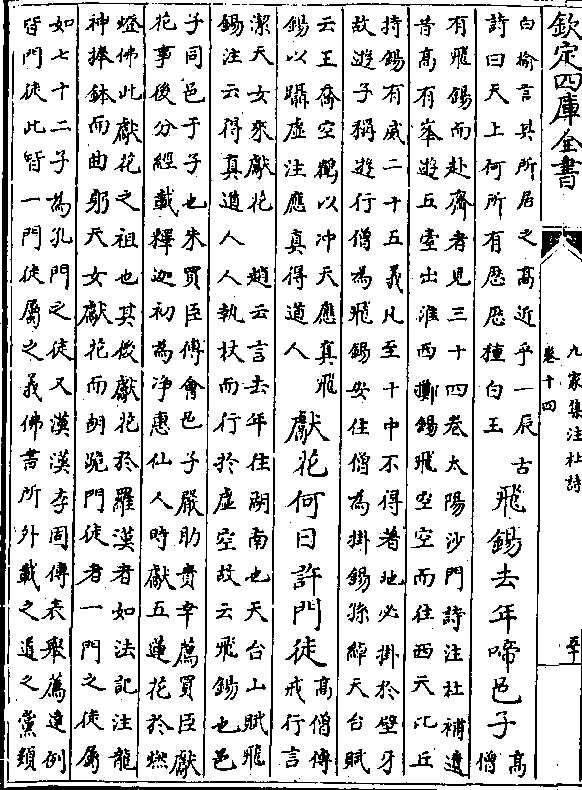 欽定四庫全書
九家集注杜詩
卷十四
白榆言其所居之高近乎一辰古
詩曰天上何所有歷歷種白玉
飛錫去年啼邑子
高
僧
有飛錫而赴齋者見三十四卷太陽沙門詩注杜補遺
昔高有峯遊五臺出淮西擲錫飛空而往西天比丘
持錫有威二十五義凡至十中不得著地必掛於壁牙
故遊子稱遊行僧為飛錫安住僧為掛錫孫綽天台賦
云王喬空鶴以冲天應真飛
錫以躡虛注應真得道人
獻花何日許門徒
高僧傳
戒行言
潔天女來獻花 趙云言去年住湖南也天台山賦飛
錫注云得真道人人執杖而行於虛空故云飛錫也邑
子同邑于子也朱買臣傳會邑子嚴助貴幸薦買臣獻
花事後分經載釋迦初為淨惠仙人時獻五蓮花於燃
燈佛此獻花之祖也其後獻花於羅漢者如法記注龍
神捧鉢而曲躬天女獻花而胡跪門徒者一門之徒屬
如七十二子為孔門之徒又漢漢李固傳表舉薦達例
皆門徒此皆一門徒屬之義佛書所外載之道之黨類